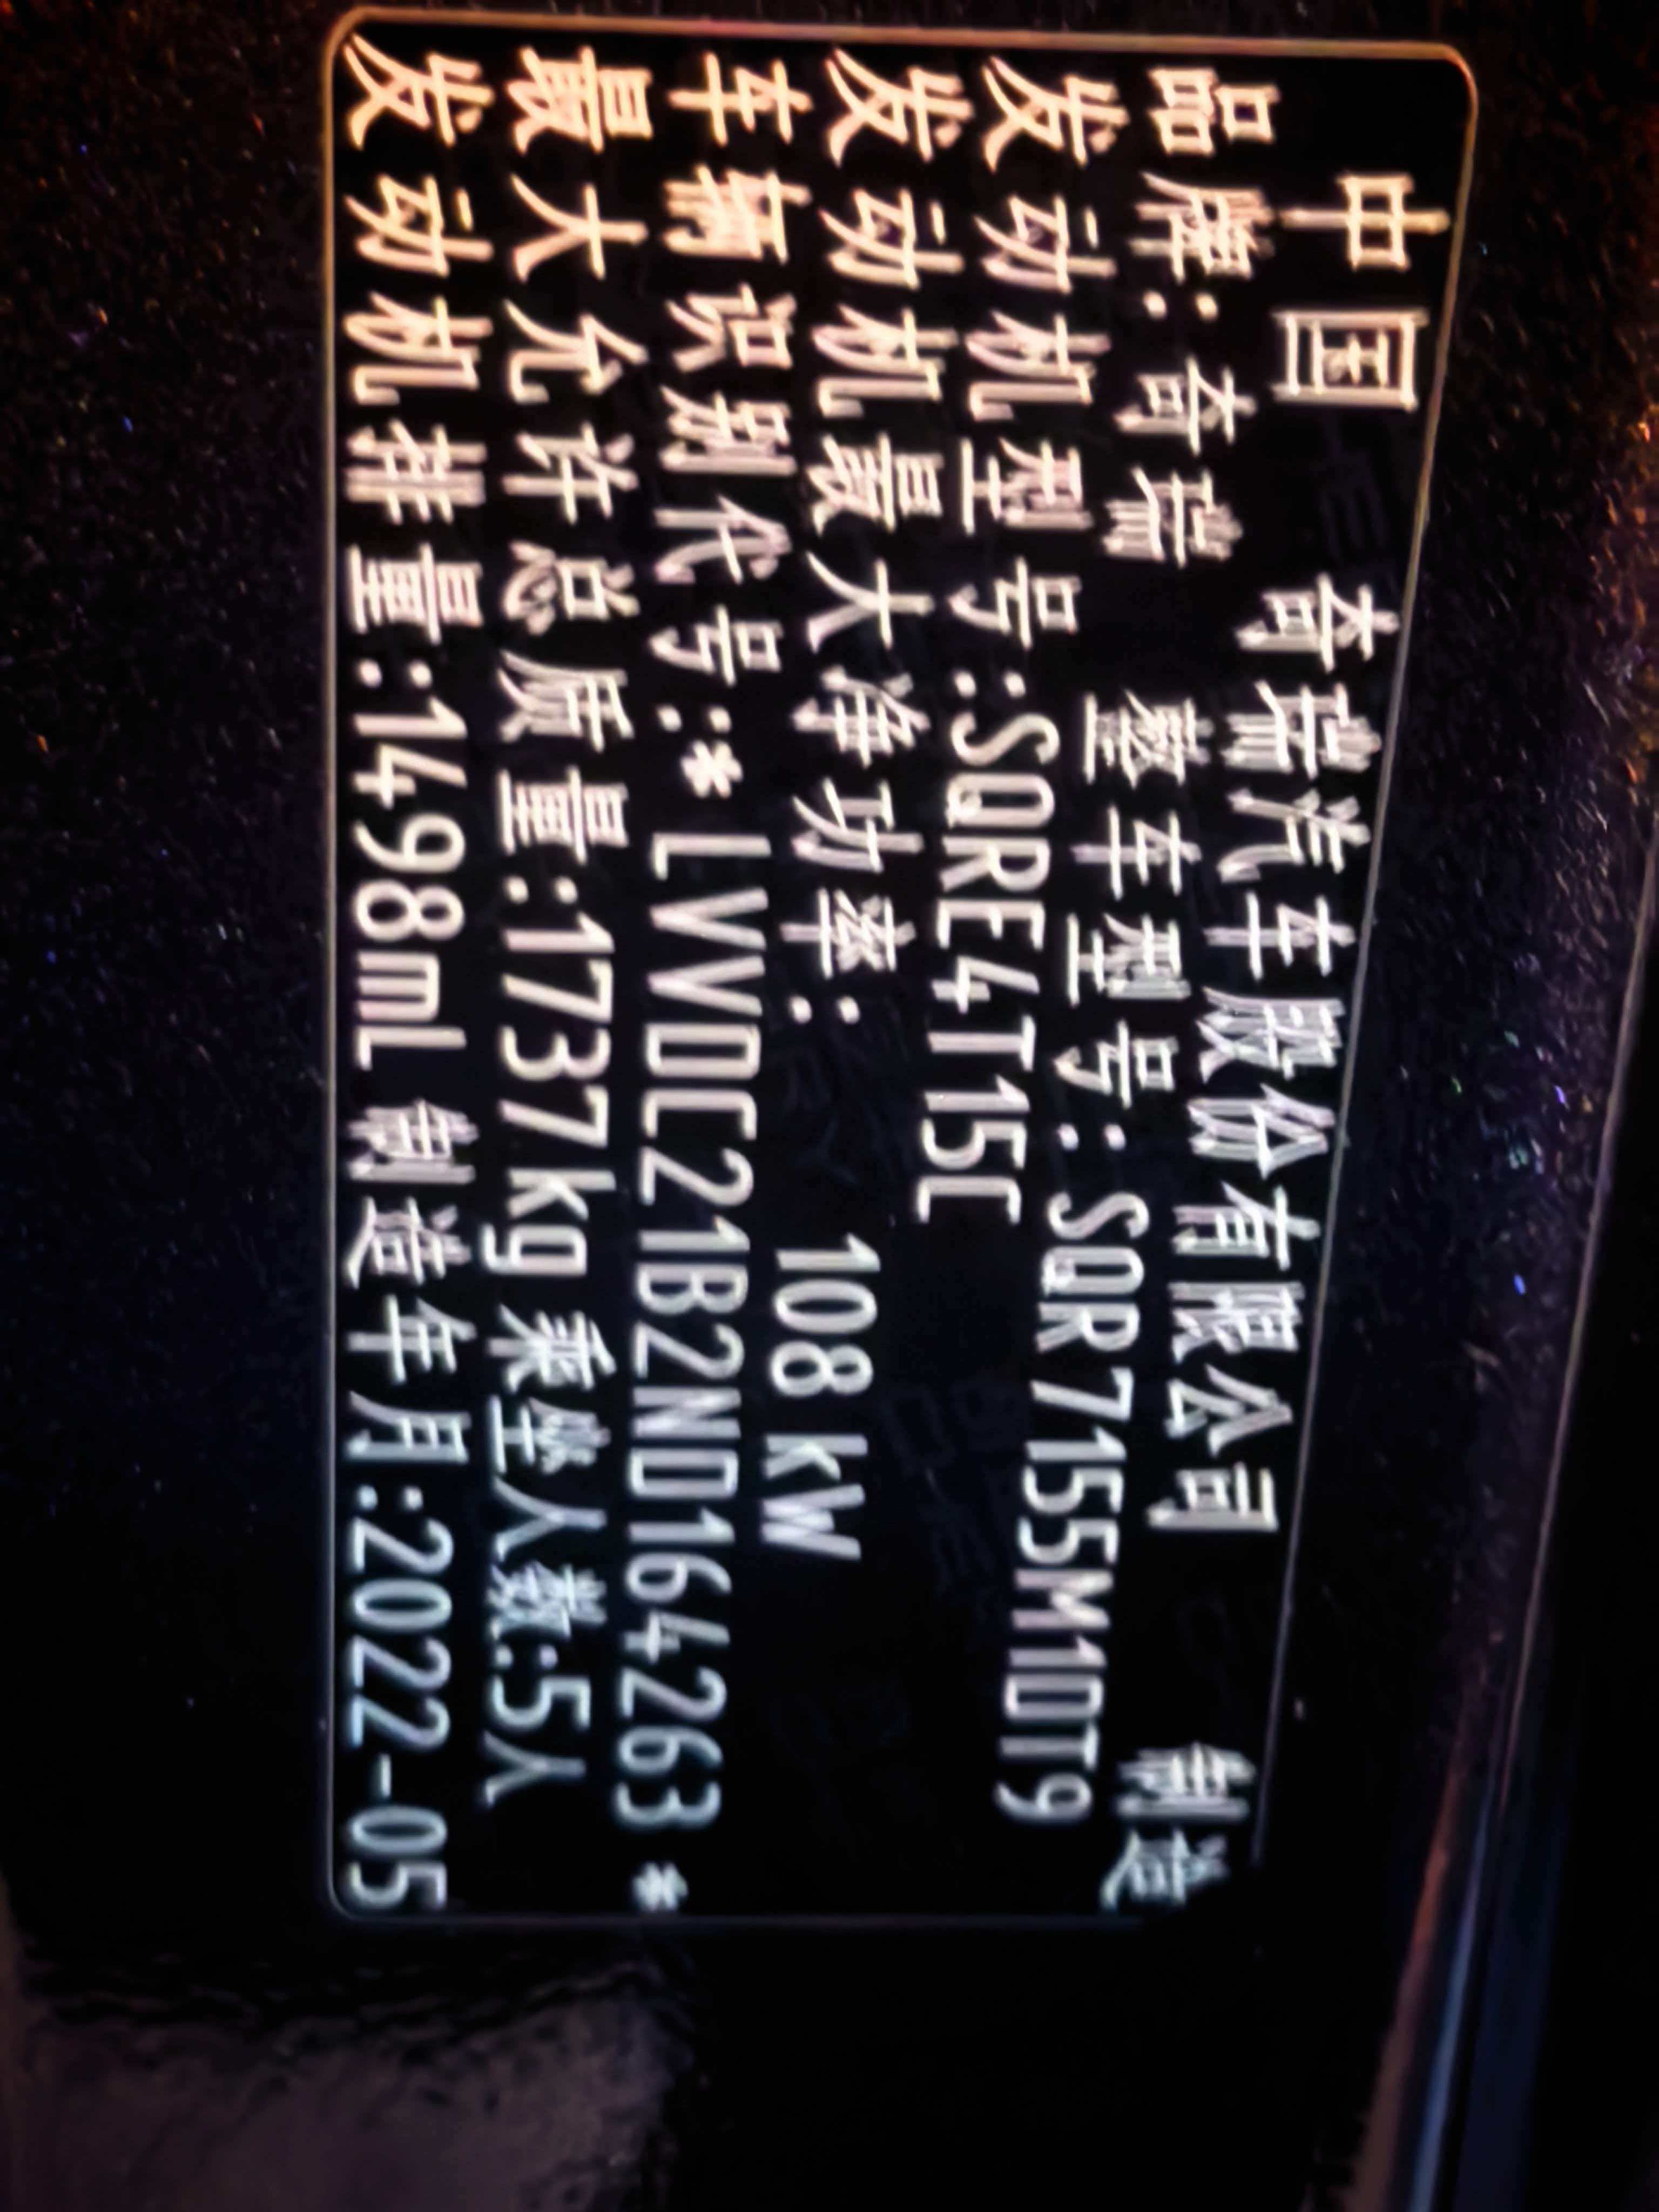 中国 奇瑞汽车股份有限公司 制造
品牌:奇瑞 整车型号:SQR7155M1DT9
发动机型号:SQRE4T15C
发动机最大净功率: 108 kW
车辆识别代号:* LVVDC21B2ND164263 *
最大允许总质量:1737kg 乘坐人数:5人
发动机排量:1498mL 制造年月:2022-05